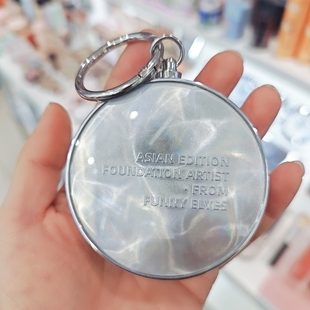 ASIAN EDITION
FOUNDATION ARTIST
- FROM
FUNNY ELVES